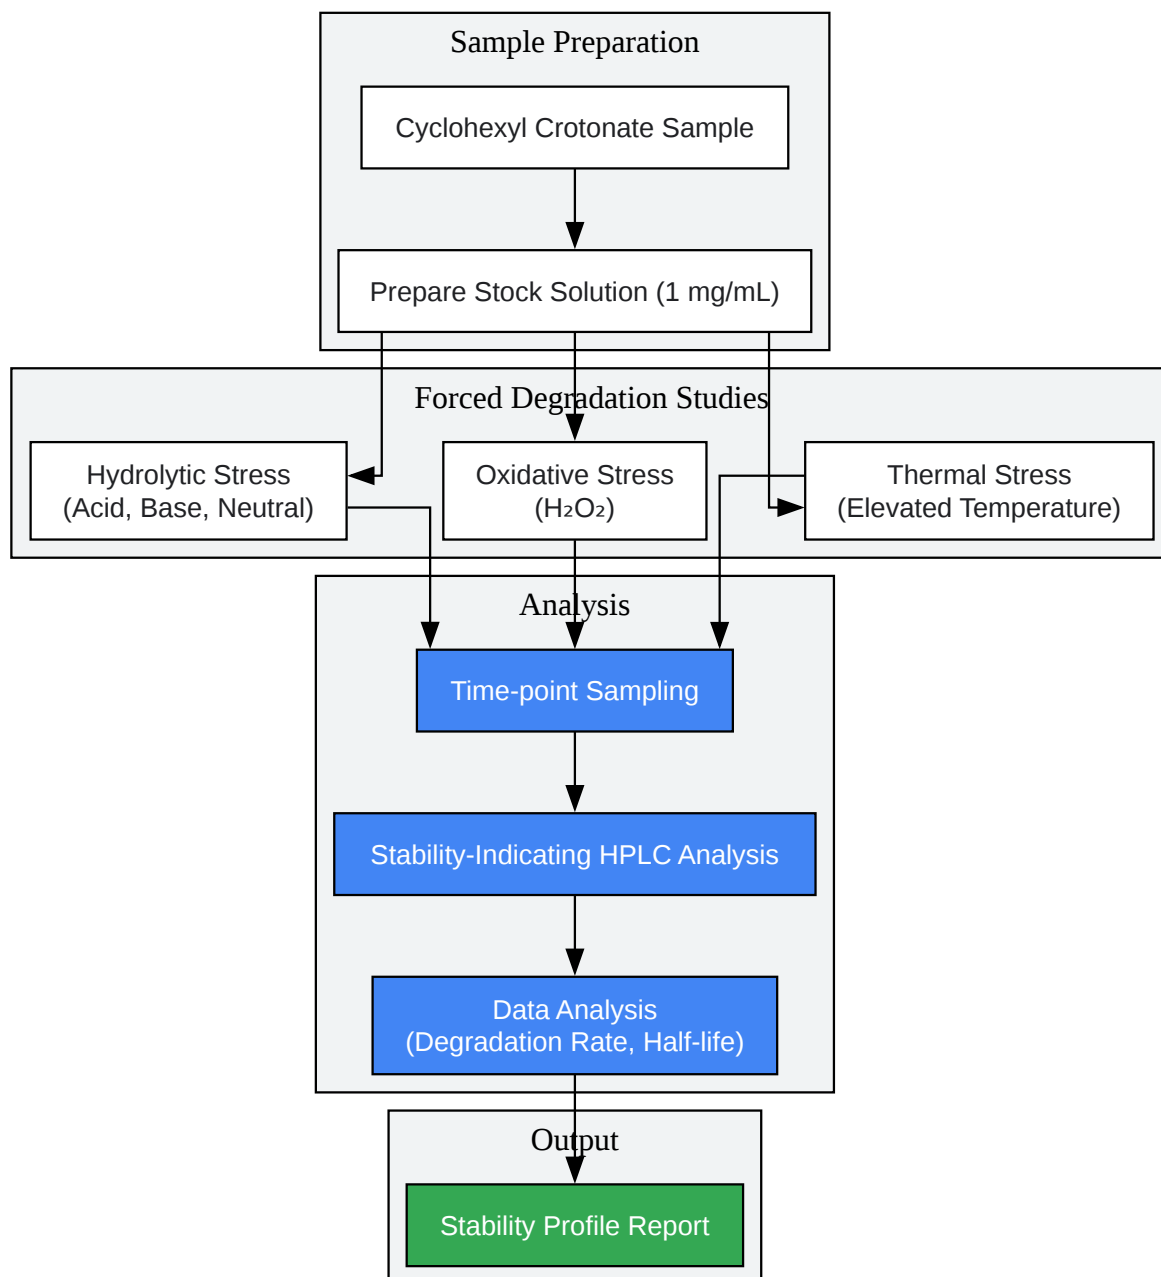 Sample Preparation
Cyclohexyl Crotonate Sample
Prepare Stock Solution (1 mg/mL)
Forced Degradation Studies
Hydrolytic Stress
(Acid, Base, Neutral)
Oxidative Stress
(H₂O₂)
Thermal Stress
(Elevated Temperature)
Analysis
Time-point Sampling
Stability-Indicating HPLC Analysis
Data Analysis
(Degradation Rate, Half-life)
Output
Stability Profile Report